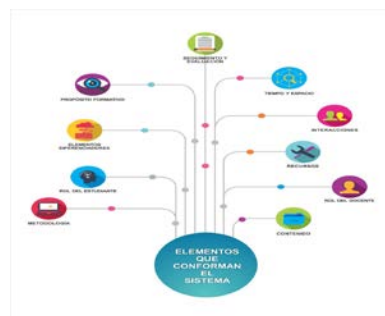 SEGUIMIENTO Y
EVALUACIÓN
PROPÓSITO FORMATIVO
TIEMPO Y ESPACIO
ELEMENTOS
DIFERENCIADORES
INTERACCIONES
RECURSOS
ROL DEL ESTUDIANTE
ROL DEL DOCENTE
METODOLOGÍA
CONTENIDO
ELEMENTOS
QUE
CONFORMAN
EL
SISTEMA